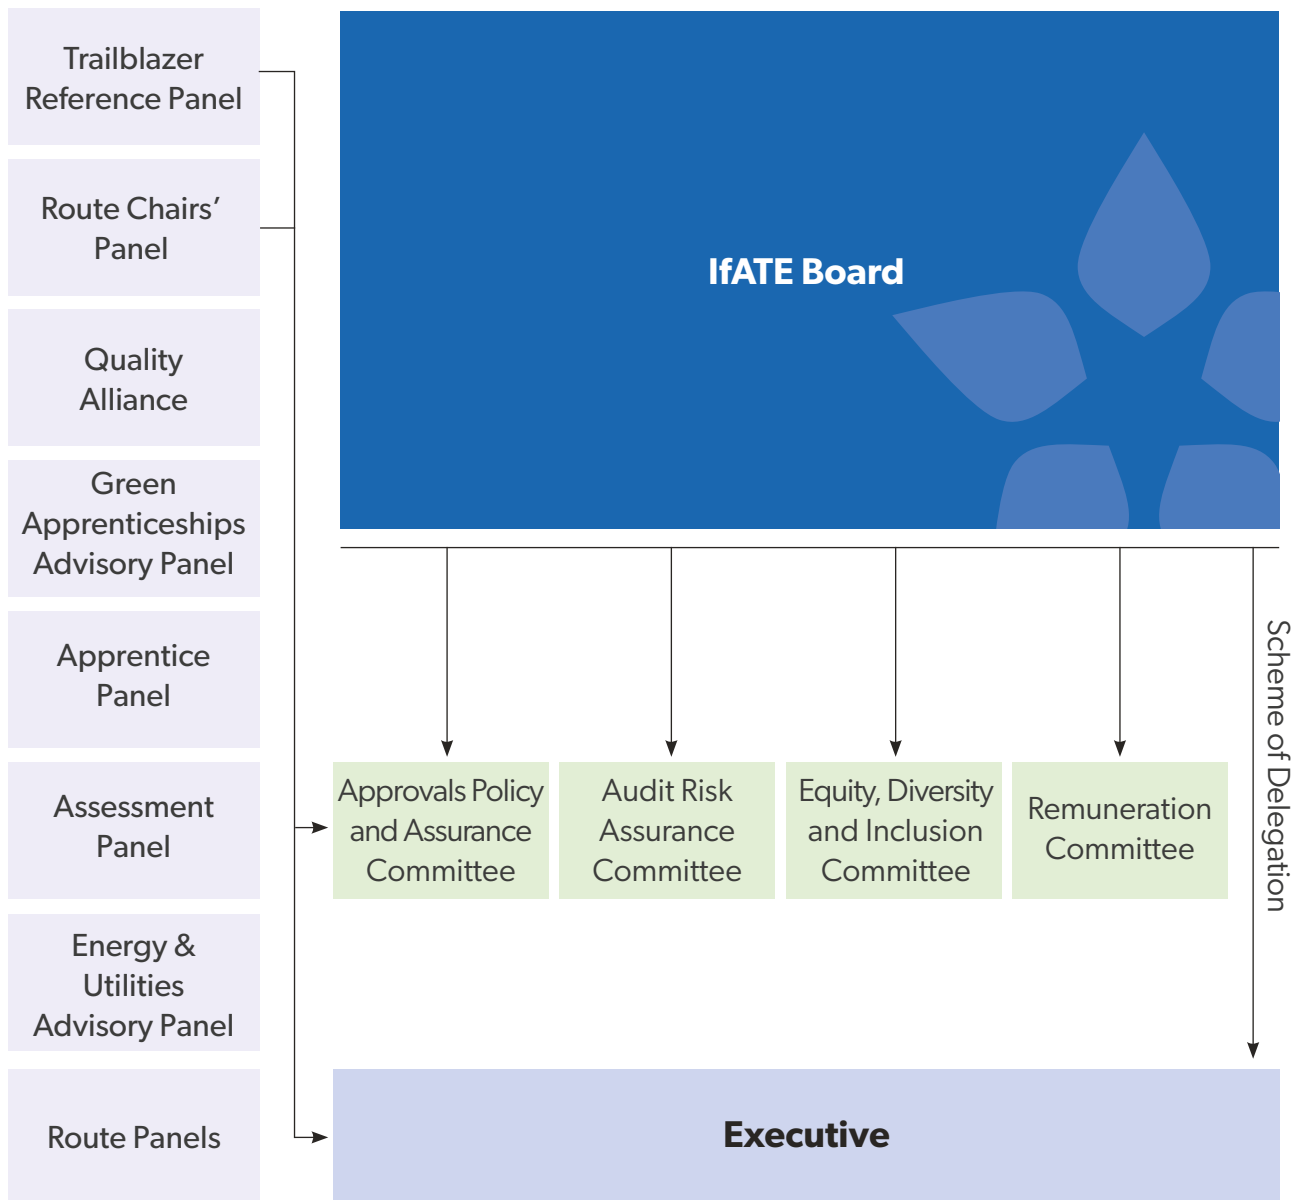 Trailblazer
Reference Panel
Route Chairs’
Panel
Quality
Alliance
Green
Apprenticeships
Advisory Panel
Apprentice
Panel
Assessment
Panel
Energy &
Utilities
Advisory Panel
Route Panels
IfATE Board
Approvals Policy
and Assurance
Committee
Audit Risk
Assurance
Committee
Equity, Diversity
and Inclusion
Committee
Remuneration
Committee
Scheme of Delegation
Executive